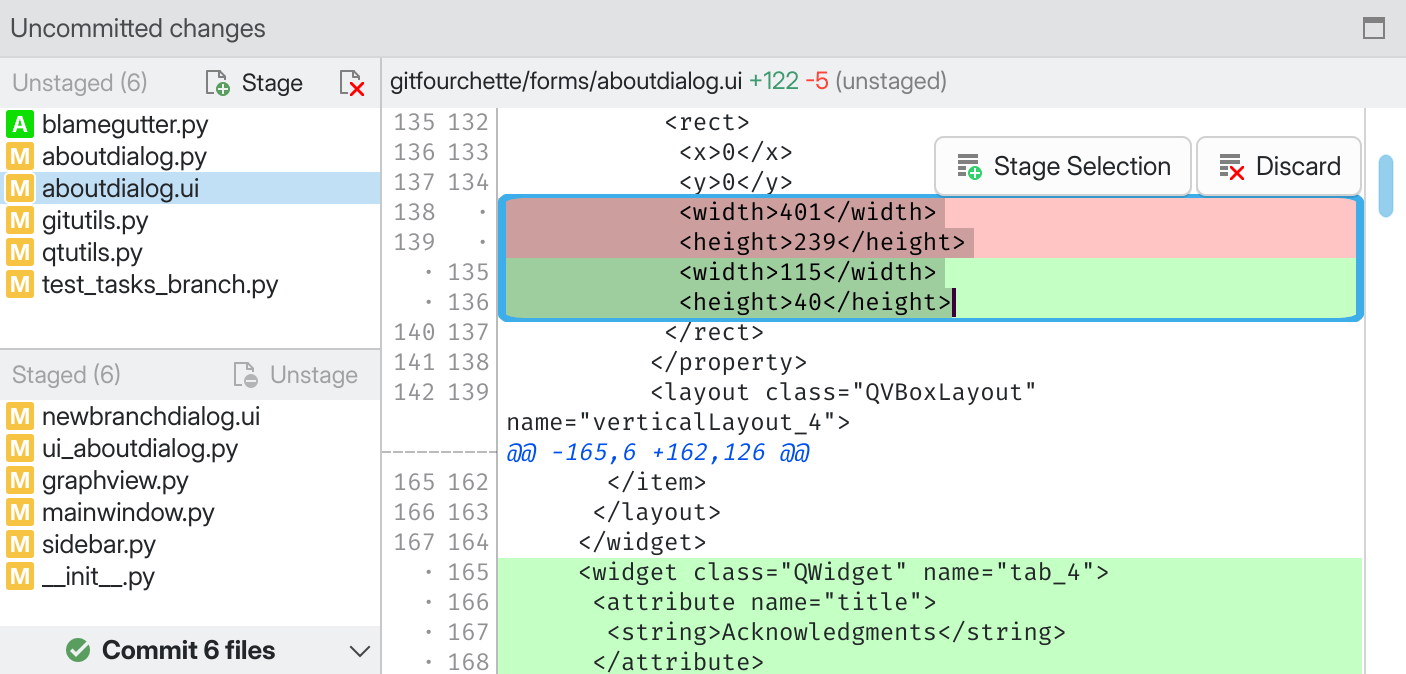 Uncommitted changes
Unstaged (6) Stage
A blamegutter.py
M aboutdialog.py
M aboutdialog.ui
M gitutils.py
M qtutils.py
M test_tasks_branch.py
Staged (6) Unstage
M newbranchdialog.ui
M ui_aboutdialog.py
M graphview.py
M mainwindow.py
M sidebar.py
M __init__.py
Commit 6 files
gitfourchette/forms/aboutdialog.ui +122 -5 (unstaged)
Stage Selection Discard
135 132 <rect>
136 133 <x>0</x>
137 134 <y>0</y>
138 · <width>401</width>
139 · <height>239</height>
· 135 <width>115</width>
· 136 <height>40</height>
140 137 </rect>
141 138 </property>
142 139 <layout class="QVBoxLayout"
name="verticalLayout_4">
@@ -165,6 +162,126 @@
165 162 </item>
166 163 </layout>
167 164 </widget>
· 165 <widget class="QWidget" name="tab_4">
· 166 <attribute name="title">
· 167 <string>Acknowledgments</string>
· 168 </attribute>